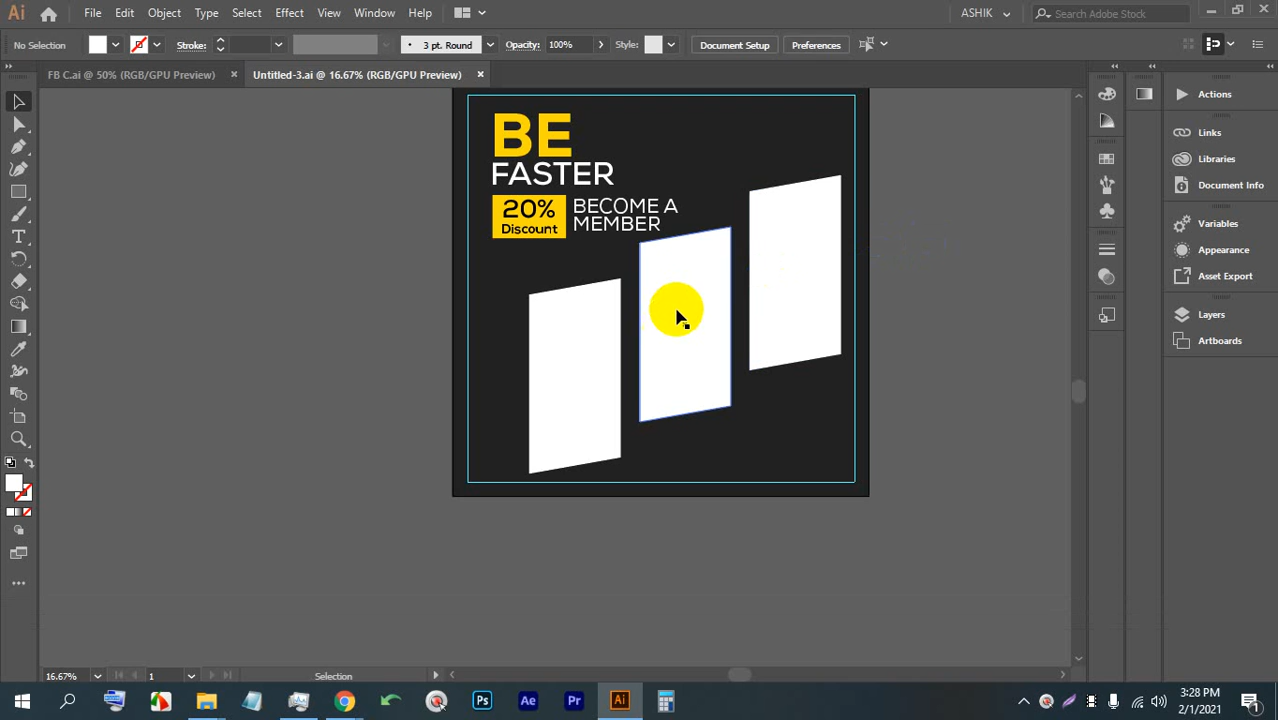 File Edit Object Type Select Effect View Window Help
ASHIK
Search Adobe Stock
No Selection
Stroke:
3 pt. Round
Opacity: 100%
Style:
Document Setup
Preferences
FB C.ai @ 50% (RGB/GPU Preview)
Untitled-3.ai @ 16.67% (RGB/GPU Preview)
BE
FASTER
20%
Discount
BECOME A
MEMBER
Actions
Links
Libraries
Document Info
Variables
Appearance
Asset Export
Layers
Artboards
16.67%
1
Selection
Ps
Ae
Pr
Ai
3:28 PM
2/1/2021